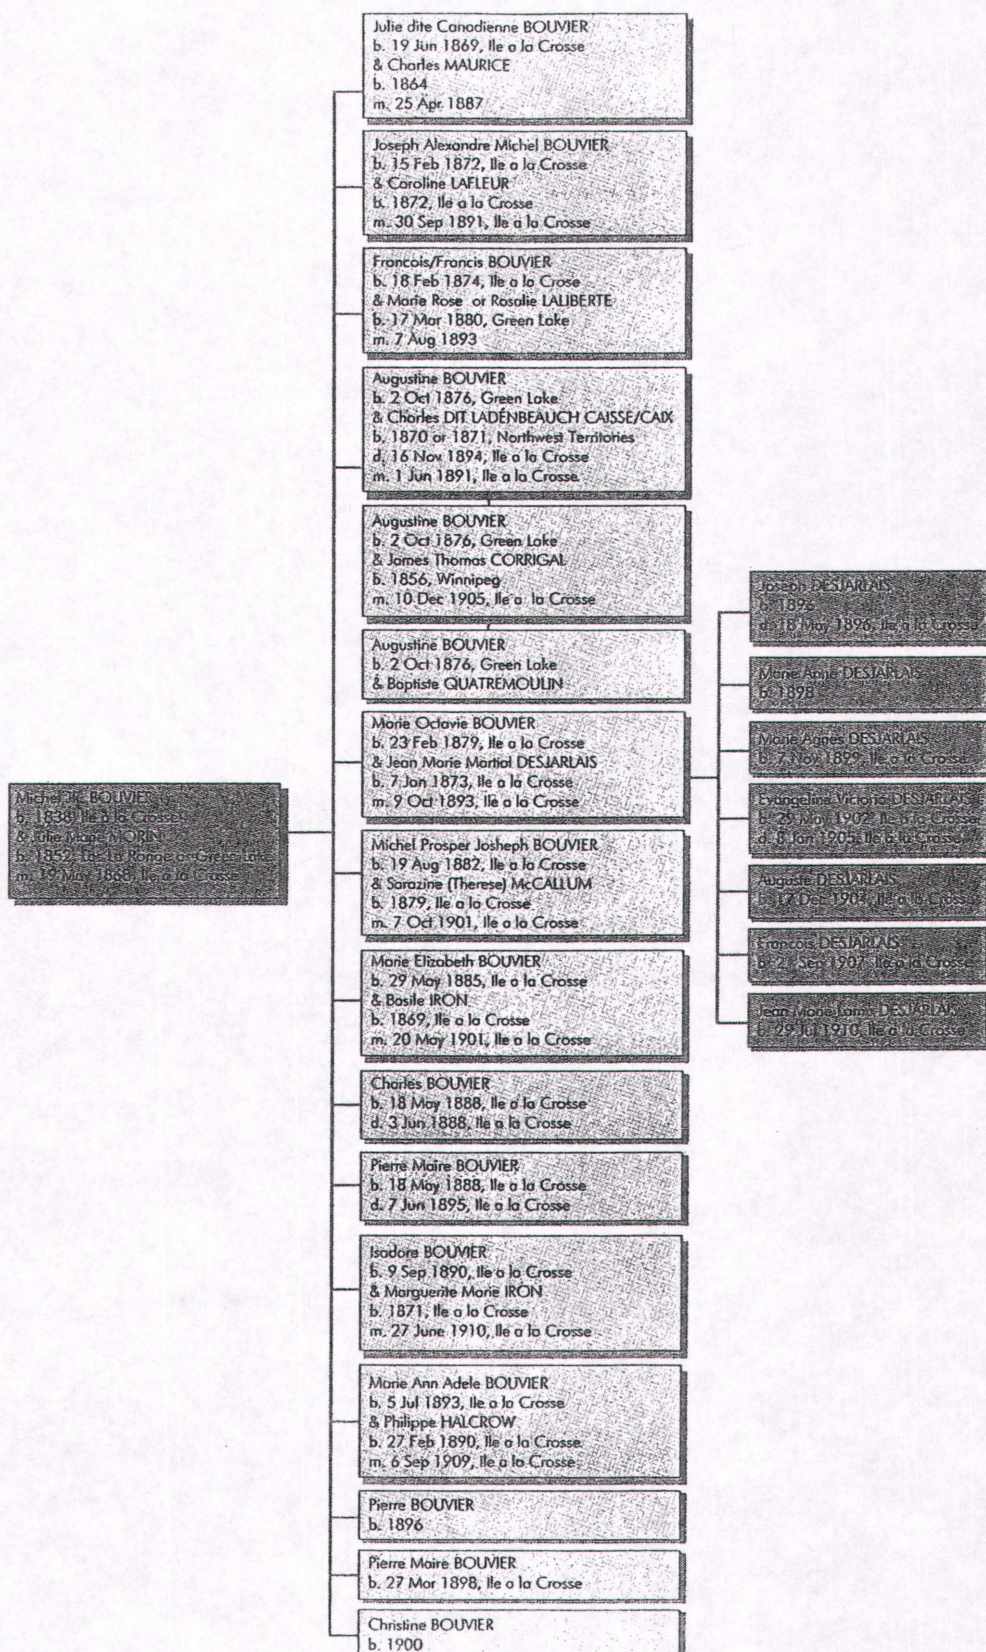 Julie dite Canadienne BOUVIER
b. 19 Jun 1869, Ile a la Crosse
& Charles MAURICE
b. 1864
m. 25 Apr 1887
Joseph Alexandre Michel BOUVIER
b. 15 Feb 1872, Ile a la Crosse
& Caroline LAFLEUR
b. 1872, Ile a la Crosse
m. 30 Sep 1891, Ile a la Crosse
Francois/Francis BOUVIER
b. 18 Feb 1874, Ile a la Crose
& Marie Rose or Rosalie LALIBERTE
b. 17 Mar 1880, Green Lake
m. 7 Aug 1893
Augustine BOUVIER
b. 2 Oct 1876, Green Lake
& Charles DIT LADENBEAUCH CAISSE/CAIX
b. 1870 or 1871, Northwest Territories
d. 16 Nov 1894, Ile a la Crosse
m. 1 Jun 1891, Ile a la Crosse
Augustine BOUVIER
b. 2 Oct 1876, Green Lake
& James Thomas CORRIGAL
b. 1856, Winnipeg
m. 10 Dec 1905, Ile a la Crosse
Augustine BOUVIER
b. 2 Oct 1876, Green Lake
& Baptiste QUATREMOULIN
Marie Octavie BOUVIER
b. 23 Feb 1879, Ile a la Crosse
& Jean Marie Martial DESJARLAIS
b. 7 Jan 1873, Ile a la Crosse
m. 9 Oct 1893, Ile a la Crosse
Michel Prosper Josheph BOUVIER
b. 19 Aug 1882, Ile a la Crosse
& Sarazine (Therese) McCALLUM
b. 1879, Ile a la Crosse
m. 7 Oct 1901, Ile a la Crosse
Marie Elizabeth BOUVIER
b. 29 May 1885, Ile a la Crosse
& Basile IRON
b. 1869, Ile a la Crosse
m. 20 May 1901, Ile a la Crosse
Charles BOUVIER
b. 18 May 1888, Ile a la Crosse
d. 3 Jun 1888, Ile a la Crosse
Pierre Maire BOUVIER
b. 18 May 1888, Ile a la Crosse
d. 7 Jun 1895, Ile a la Crosse
Isadore BOUVIER
b. 9 Sep 1890, Ile a la Crosse
& Marguerite Marie IRON
b. 1871, Ile a la Crosse
m. 27 June 1910, Ile a la Crosse
Marie Ann Adele BOUVIER
b. 5 Jul 1893, Ile a la Crosse
& Philippe HALCROW
b. 27 Feb 1890, Ile a la Crosse
m. 6 Sep 1909, Ile a la Crosse
Pierre BOUVIER
b. 1896
Pierre Maire BOUVIER
b. 27 Mar 1898, Ile a la Crosse
Christine BOUVIER
b. 1900
Michel JR. BOUVIER
b. 1838, Ile a la Crosse
& Julie Marie MORIN
b. 1852, Lac La Ronge or Green Lake
m. 19 May 1868, Ile a la Crosse
Joseph DESJARLAIS
b. 1896
d. 18 May 1896, Ile a la Crosse
Marie Anne DESJARLAIS
b. 1898
Marie Agnes DESJARLAIS
b. 7 Nov 1899, Ile a la Crosse
Evangeline Victoria DESJARLAIS
b. 29 May 1902, Ile a la Crosse
d. 8 Jan 1905, Ile a la Crosse
Auguste DESJARLAIS
b. 17 Dec 1904, Ile a la Crosse
Francois DESJARLAIS
Sep 1907, Ile a la Crosse
Jean Marie DESJARLAIS
b. 29 Jul 1910, Ile a la Crosse